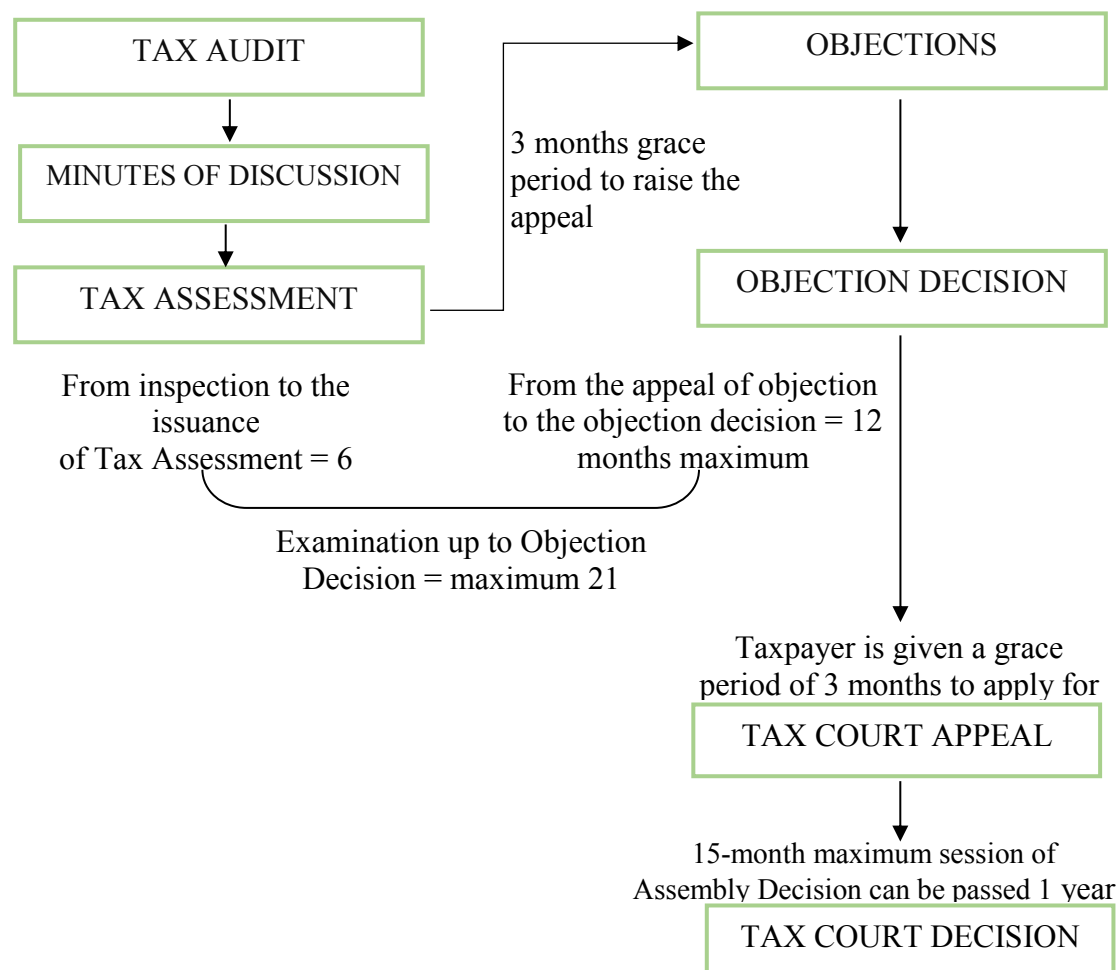 TAX AUDIT
MINUTES OF DISCUSSION
TAX ASSESSMENT
3 months grace
period to raise the
appeal
OBJECTIONS
OBJECTION DECISION
From inspection to the
issuance
of Tax Assessment = 6
From the appeal of objection
to the objection decision = 12
months maximum
Examination up to Objection
Decision = maximum 21
Taxpayer is given a grace
period of 3 months to apply for
TAX COURT APPEAL
15-month maximum session of
Assembly Decision can be passed 1 year
TAX COURT DECISION